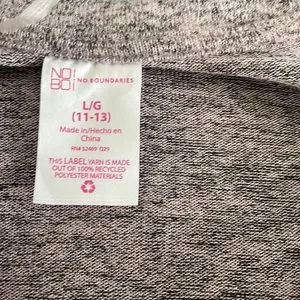 NO
BO
NO BOUNDARIES
L/G
(11-13)
Made in/Hecho en
China
RN# 52469 Q29
THIS LABEL YARN IS MADE
OUT OF 100% RECYCLED
POLYESTER MATERIALS